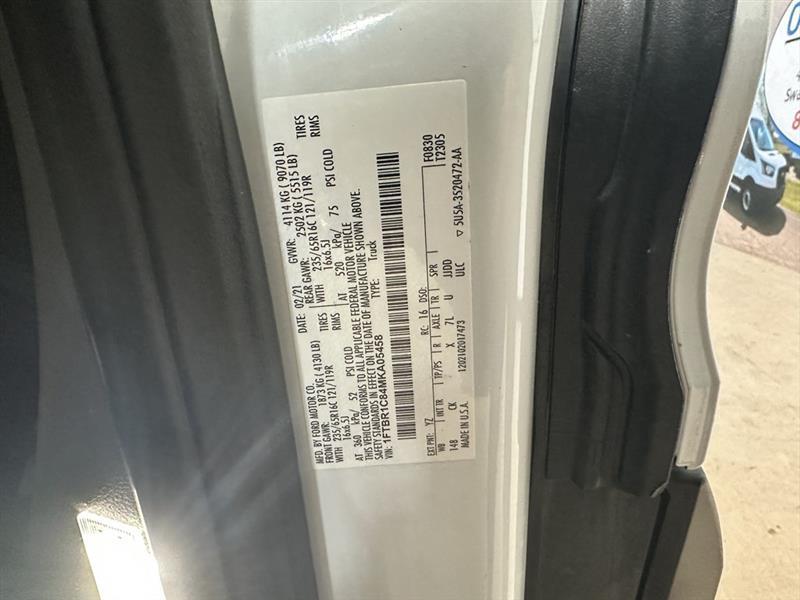 MFD. BY FORD MOTOR CO.
DATE: 02/21 GVWR: 4114 KG ( 9070 LB)
FRONT GAWR: 1873 KG ( 4130 LB) REAR GAWR: 2502 KG ( 5515 LB)
WITH 235/65R16C 121/119R TIRES WITH 235/65R16C 121/119R TIRES
16x6.5J RIMS 16x6.5J RIMS
AT 360 kPa/ 52 PSI COLD AT 520 kPa/ 75 PSI COLD
THIS VEHICLE CONFORMS TO ALL APPLICABLE FEDERAL MOTOR VEHICLE
SAFETY STANDARDS IN EFFECT ON THE DATE OF MANUFACTURE SHOWN ABOVE.
VIN: 1FTBR1C84MKA05458 TYPE: Truck
F0830
EXT PNT: YZ RC: 16 DSO: T2305
WB INT TR TP/PS R AXLE TR SPR
148 CK X 7L U JJDD
MADE IN U.S.A. 120210201747​3 ULC
▽ 5U5A-3520472-AA